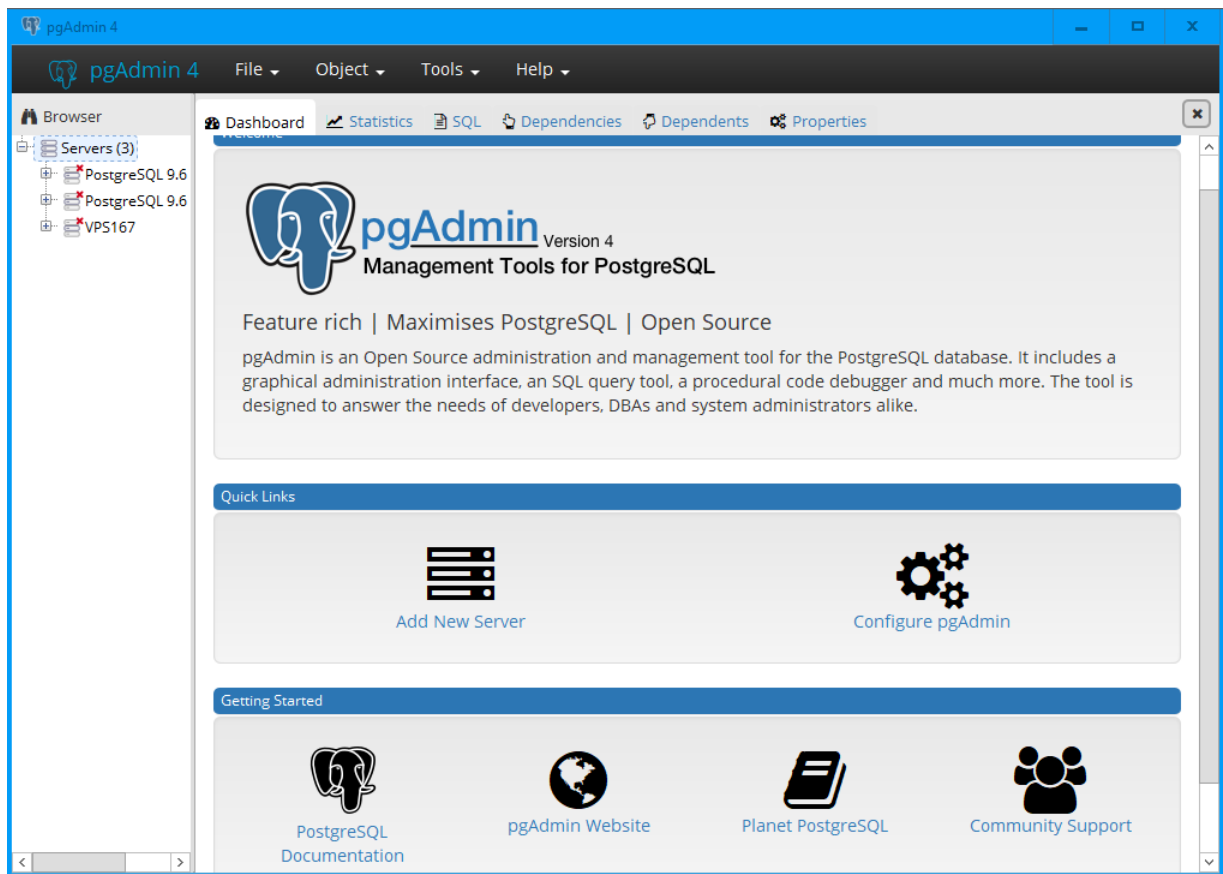 pgAdmin 4
pgAdmin 4 File Object Tools Help
Browser
Servers (3)
PostgreSQL 9.6
PostgreSQL 9.6
VPS167
Dashboard Statistics SQL Dependencies Dependents Properties
Welcome
pgAdmin Version 4
Management Tools for PostgreSQL
Feature rich | Maximises PostgreSQL | Open Source
pgAdmin is an Open Source administration and management tool for the PostgreSQL database. It includes a
graphical administration interface, an SQL query tool, a procedural code debugger and much more. The tool is
designed to answer the needs of developers, DBAs and system administrators alike.
Quick Links
Add New Server
Configure pgAdmin
Getting Started
PostgreSQL
Documentation
pgAdmin Website
Planet PostgreSQL
Community Support